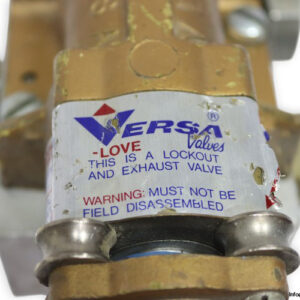 VERSA®
Valves
-LOVE
THIS IS A LOCKOUT
AND EXHAUST VALVE
WARNING: MUST NOT BE
FIELD DISASSEMBLED